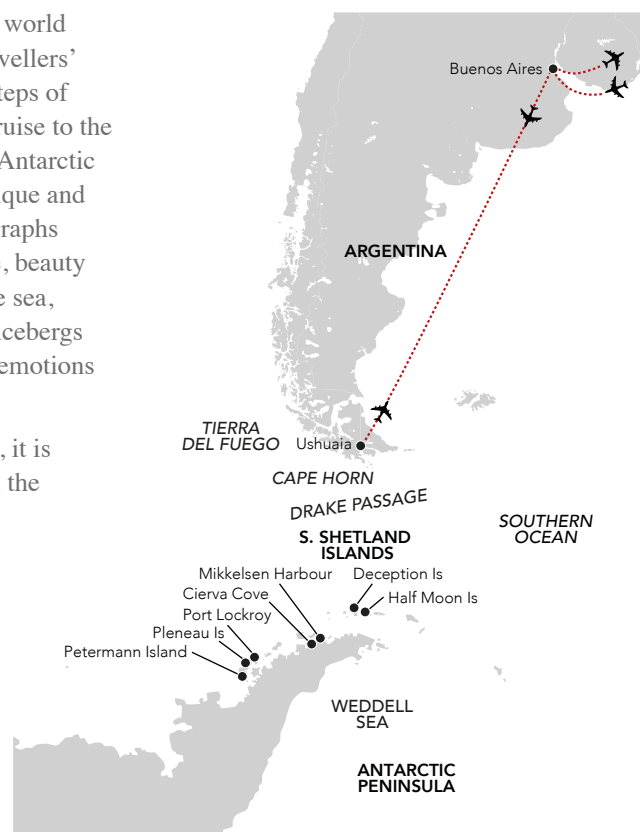 world
vellers’
teps of
ruise to the
Antarctic
ique and
raphs
, beauty
e sea,
icebergs
emotions
, it is
the
Buenos Aires
ARGENTINA
TIERRA
DEL FUEGO
Ushuaia
CAPE HORN
DRAKE PASSAGE
SOUTHERN
OCEAN
S. SHETLAND
ISLANDS
Mikkelsen Harbour
Deception Is
Cierva Cove
Half Moon Is
Port Lockroy
Pleneau Is
Petermann Island
WEDDELL
SEA
ANTARCTIC
PENINSULA